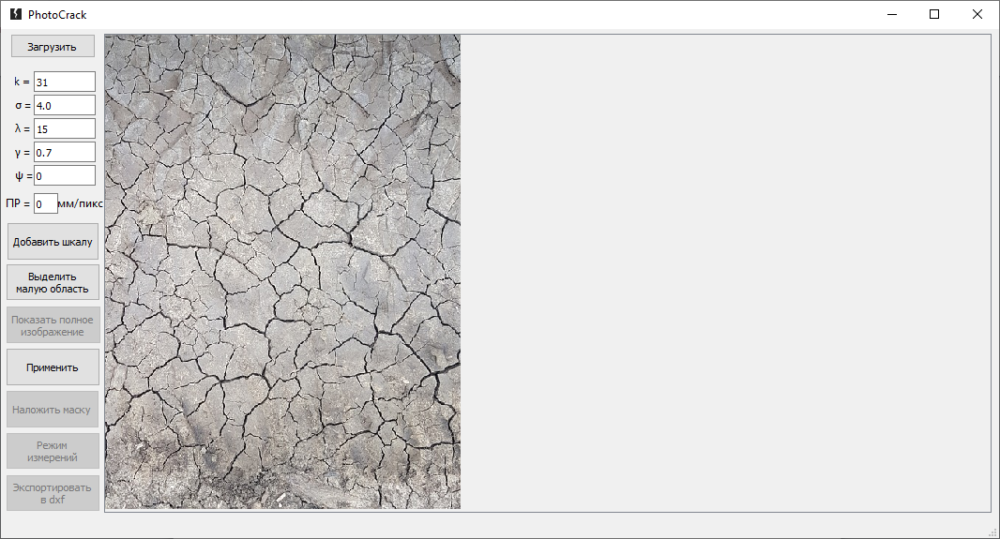 PhotoCrack
Загрузить
k = 31
σ = 4.0
λ = 15
γ = 0.7
ψ = 0
ПР = 0 мм/пикс
Добавить шкалу
Выделить
малую область
Показать полное
изображение
Применить
Наложить маску
Режим
измерений
Экспортировать
в dxf